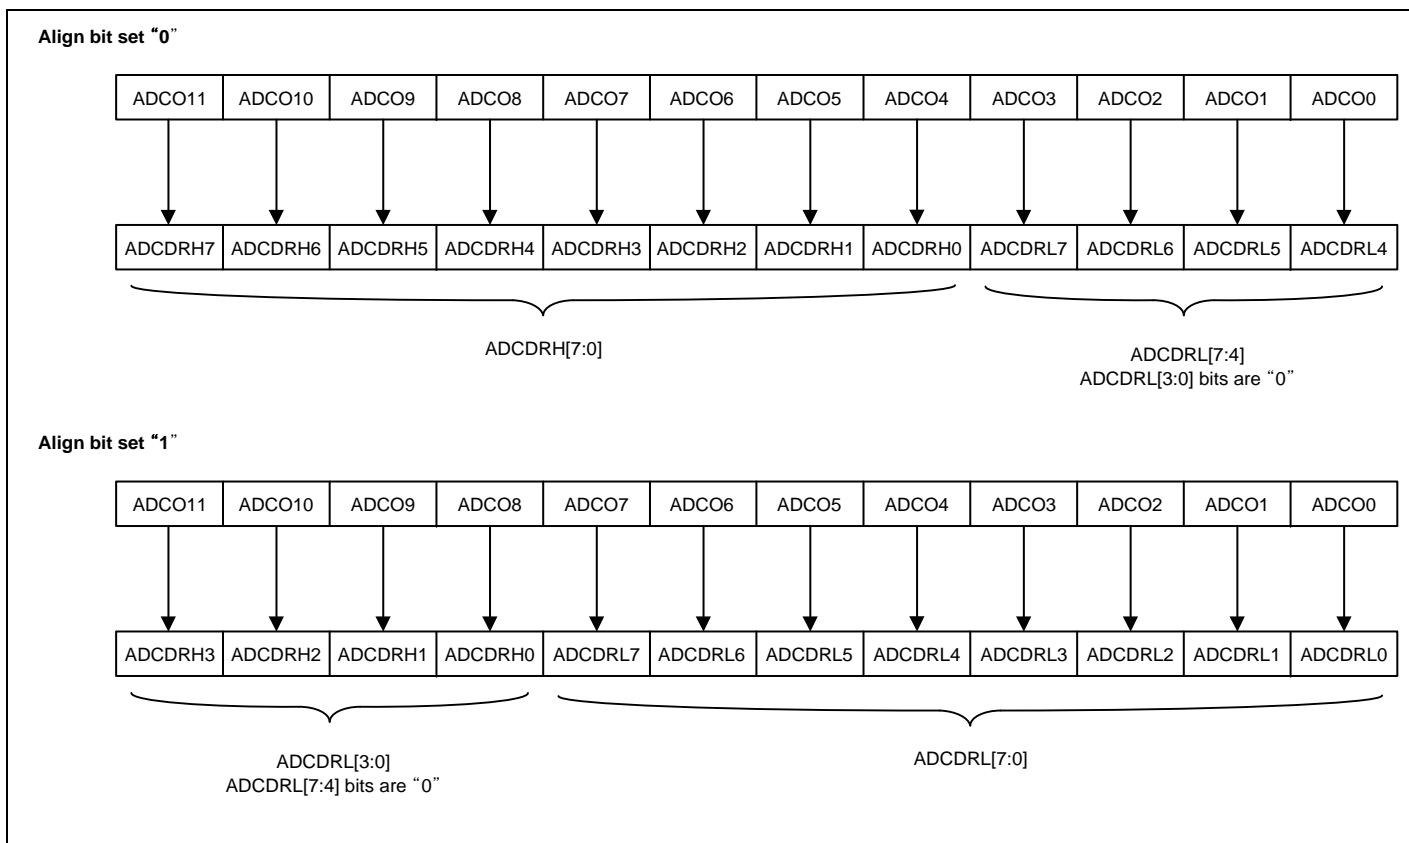 Align bit set “0”
ADCO11 ADCO10 ADCO9 ADCO8 ADCO7 ADCO6 ADCO5 ADCO4 ADCO3 ADCO2 ADCO1 ADCO0
ADCDRH7 ADCDRH6 ADCDRH5 ADCDRH4 ADCDRH3 ADCDRH2 ADCDRH1 ADCDRH0 ADCDRL7 ADCDRL6 ADCDRL5 ADCDRL4
ADCDRH[7:0]
ADCDRL[7:4]
ADCDRL[3:0] bits are “0”
Align bit set “1”
ADCO11 ADCO10 ADCO9 ADCO8 ADCO7 ADCO6 ADCO5 ADCO4 ADCO3 ADCO2 ADCO1 ADCO0
ADCDRH3 ADCDRH2 ADCDRH1 ADCDRH0 ADCDRL7 ADCDRL6 ADCDRL5 ADCDRL4 ADCDRL3 ADCDRL2 ADCDRL1 ADCDRL0
ADCDRL[3:0]
ADCDRL[7:4] bits are “0”
ADCDRL[7:0]